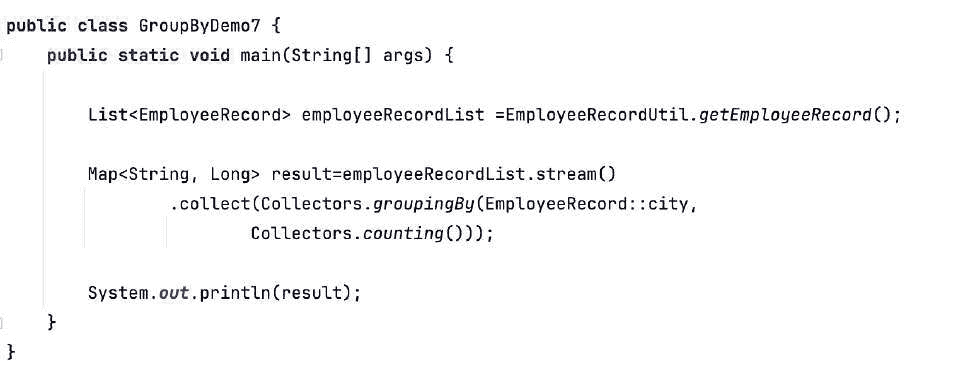 public class GroupByDemo7 {
    public static void main(String[] args) {
        List<EmployeeRecord> employeeRecordList =EmployeeRecordUtil.getEmployeeRecord();
        Map<String, Long> result=employeeRecordList.stream()
                .collect(Collectors.groupingBy(EmployeeRecord::city,
                        Collectors.counting()));
        System.out.println(result);
    }
}